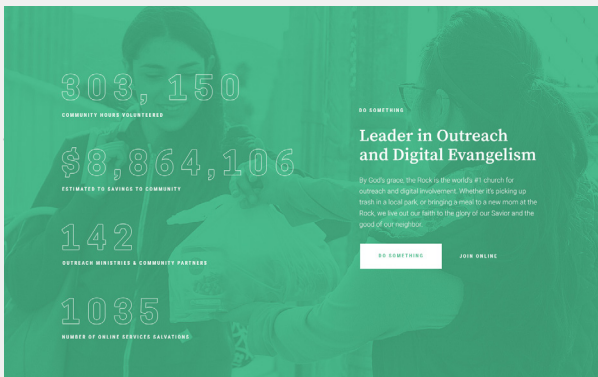 303, 150
COMMUNITY HOURS VOLUNTEERED
$8,864,106
ESTIMATED TO SAVINGS TO COMMUNITY
142
OUTREACH MINISTRIES & COMMUNITY PARTNERS
1035
NUMBER OF ONLINE SERVICES SALVATIONS
DO SOMETHING
Leader in Outreach
and Digital Evangelism
By God's grace, the Rock is the world's #1 church for
outreach and digital involvement. Whether it's picking up
trash in a local park, or bringing a meal to a new mom at the
Rock, we live out our faith to the glory of our Savior and the
good of our neighbor.
DO SOMETHING
JOIN ONLINE